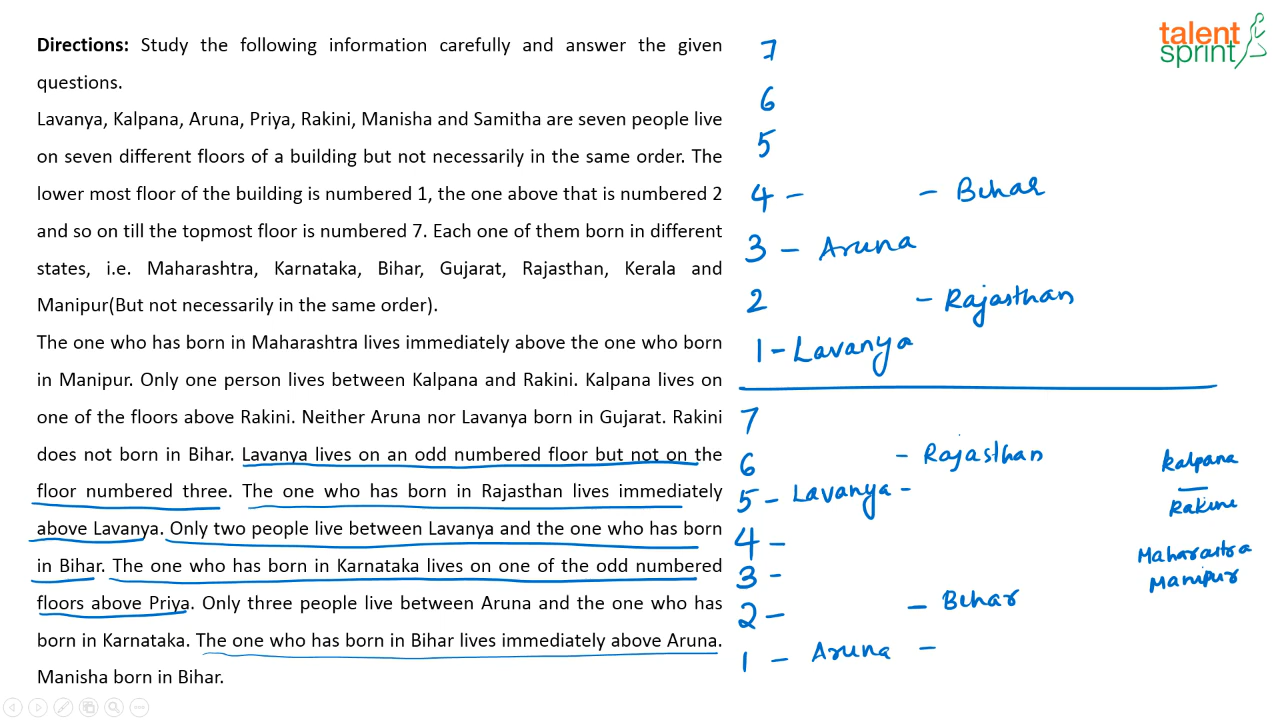 Directions: Study the following information carefully and answer the given
questions.
Lavanya, Kalpana, Aruna, Priya, Rakini, Manisha and Samitha are seven people live
on seven different floors of a building but not necessarily in the same order. The
lower most floor of the building is numbered 1, the one above that is numbered 2
and so on till the topmost floor is numbered 7. Each one of them born in different
states, i.e. Maharashtra, Karnataka, Bihar, Gujarat, Rajasthan, Kerala and
Manipur(But not necessarily in the same order).
The one who has born in Maharashtra lives immediately above the one who born
in Manipur. Only one person lives between Kalpana and Rakini. Kalpana lives on
one of the floors above Rakini. Neither Aruna nor Lavanya born in Gujarat. Rakini
does not born in Bihar. Lavanya lives on an odd numbered floor but not on the
floor numbered three. The one who has born in Rajasthan lives immediately
above Lavanya. Only two people live between Lavanya and the one who has born
in Bihar. The one who has born in Karnataka lives on one of the odd numbered
floors above Priya. Only three people live between Aruna and the one who has
born in Karnataka. The one who has born in Bihar lives immediately above Aruna.
Manisha born in Bihar.
talent
sprint
7
6
5
4 - - Bihar
3 - Aruna
2 - Rajasthan
1 - Lavanya
7
6 - Rajasthan
5 - Lavanya -
4 -
3 -
2 - - Bihar
1 - Aruna -
Kalpana
Rakini
Maharastra
Manipur